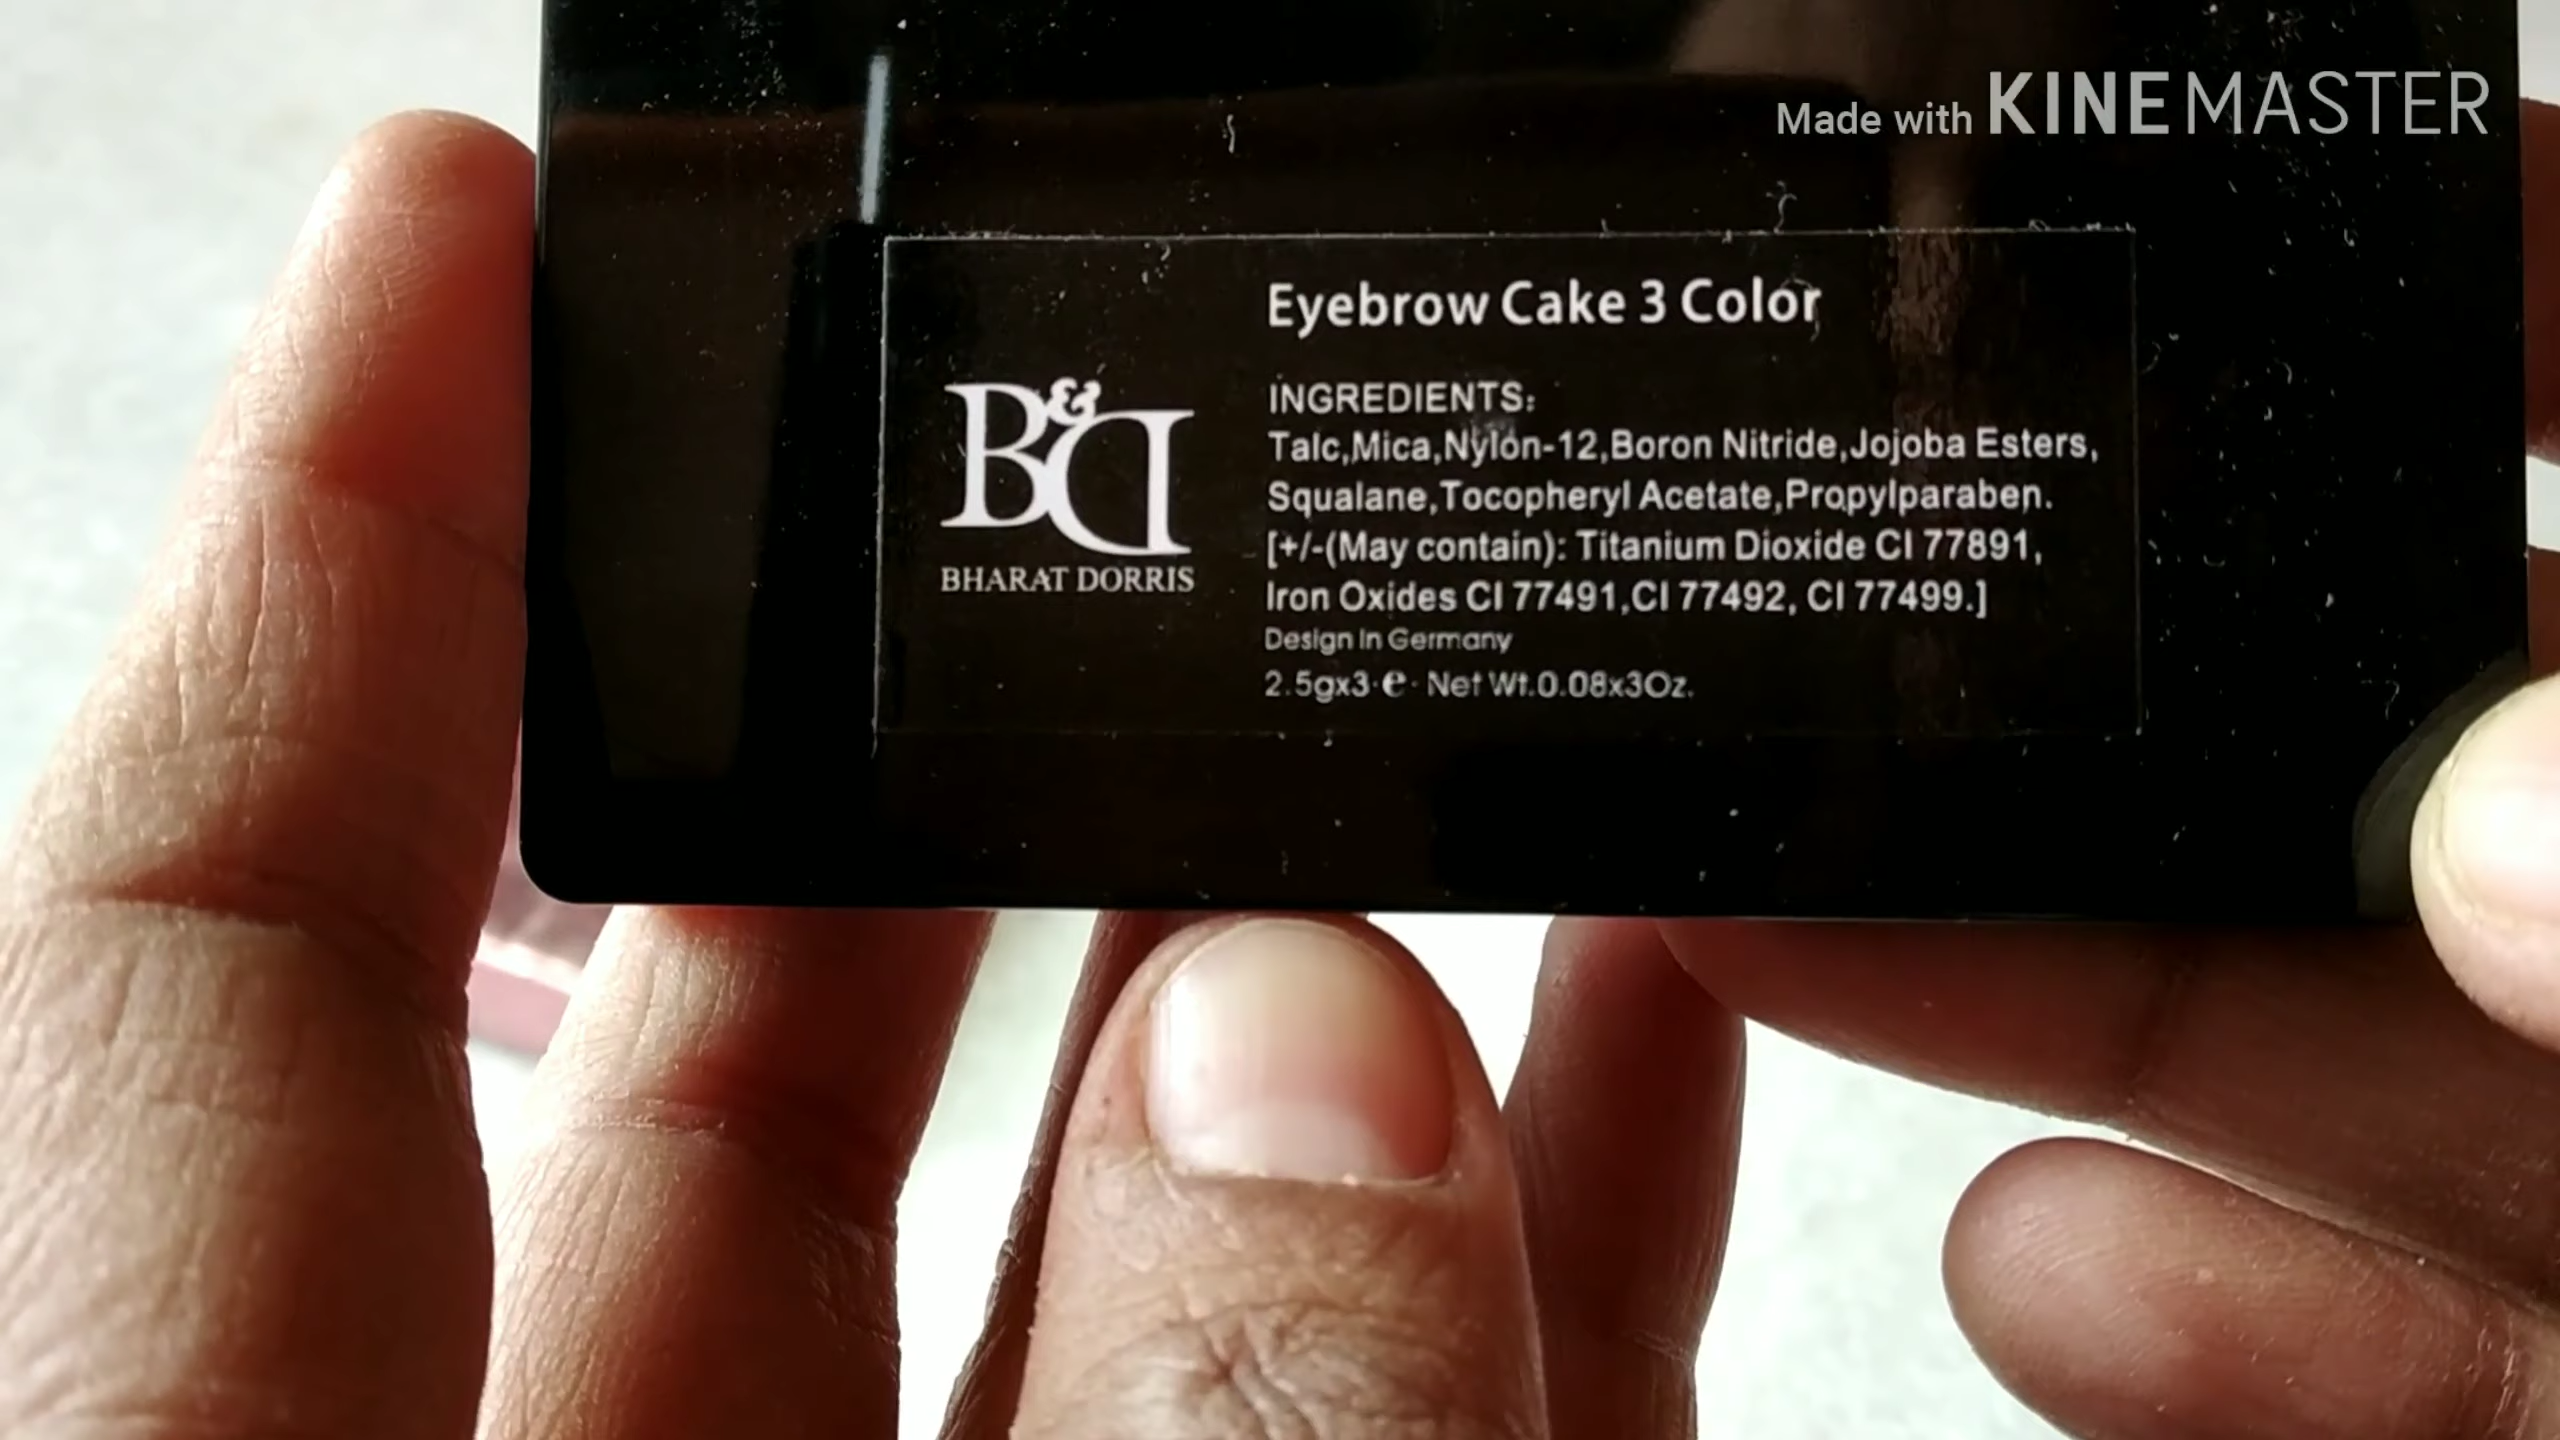 Made with KINEMASTER
Eyebrow Cake 3 Color
B&D
BHARAT DORRIS
INGREDIENTS:
Talc,Mica,Nylon-12,Boron Nitride,Jojoba Esters,
Squalane,Tocopheryl Acetate,Propylparaben.
[+/-(May contain): Titanium Dioxide CI 77891,
Iron Oxides CI 77491,CI 77492, CI 77499.]
Design In Germany
2.5gx3·e· Net Wt.0.08x3Oz.